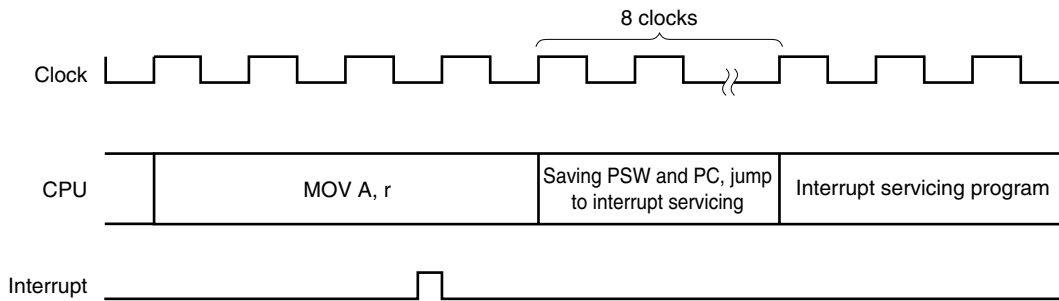 8 clocks
Clock
CPU
MOV A, r
Saving PSW and PC, jump
to interrupt servicing
Interrupt servicing program
Interrupt